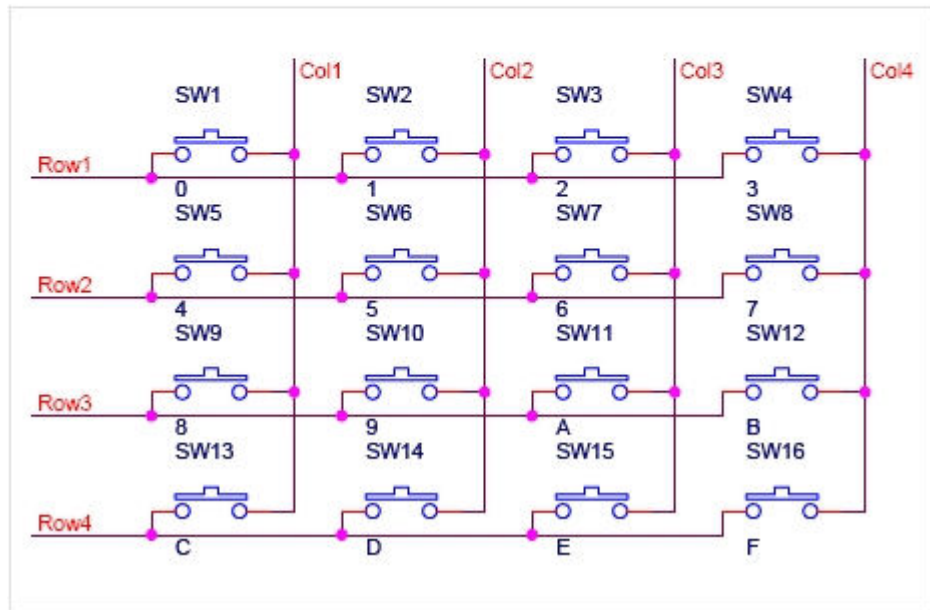 Col1 Col2 Col3 Col4
SW1 SW2 SW3 SW4
Row1
0 1 2 3
SW5 SW6 SW7 SW8
Row2
4 5 6 7
SW9 SW10 SW11 SW12
Row3
8 9 A B
SW13 SW14 SW15 SW16
Row4
C D E F